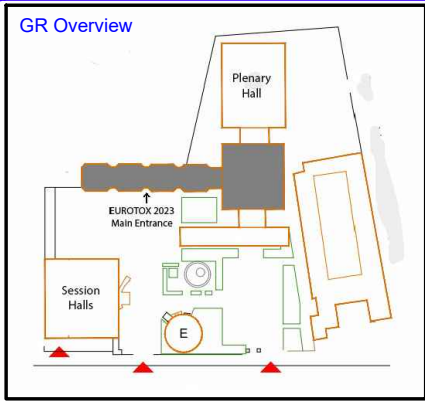 GR Overview
Plenary
Hall
EUROTOX 2023
Main Entrance
Session
Halls
E